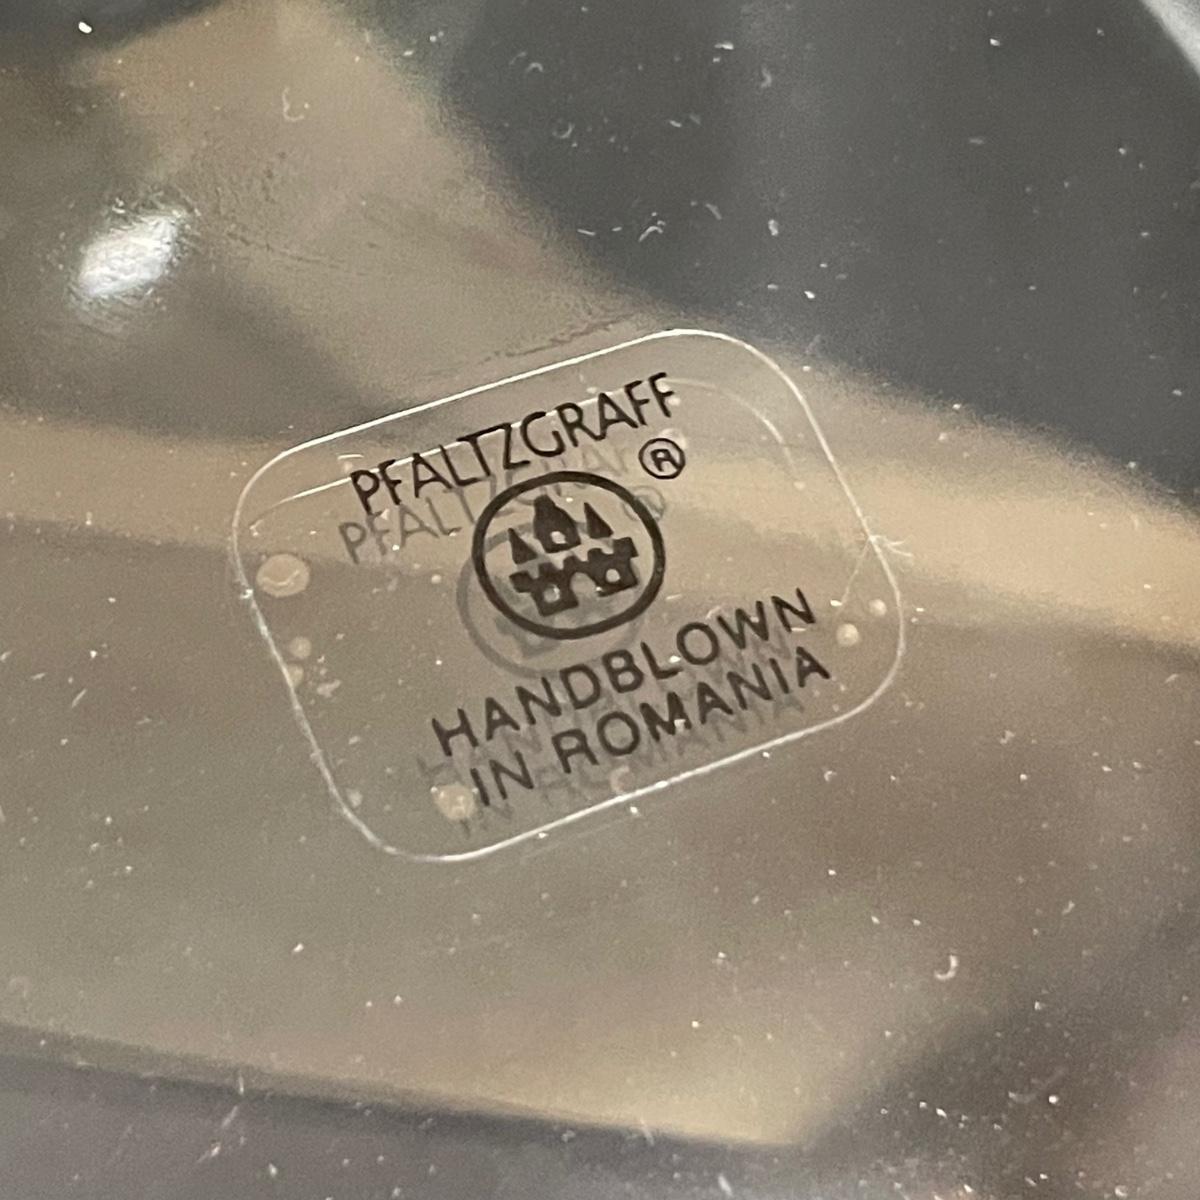 PFALTZGRAFF
®
HANDBLOWN
IN ROMANIA